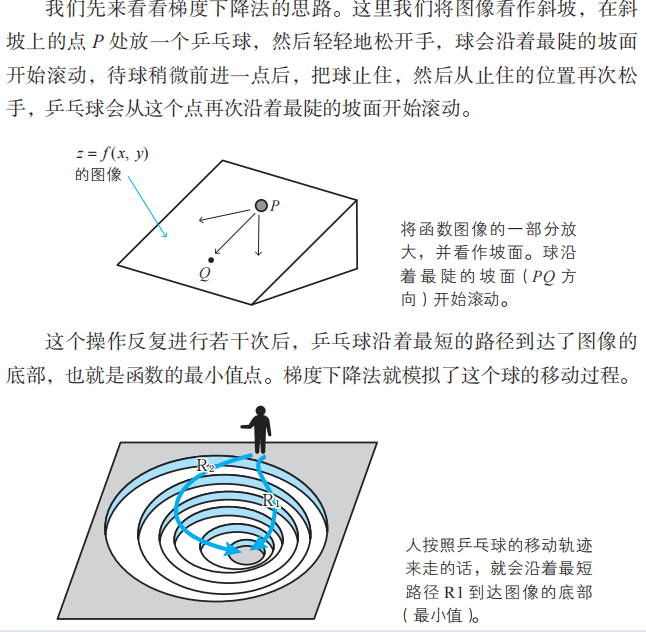 我们先来看看梯度下降法的思路。这里我们将图像看作斜坡，在斜
坡上的点 P 处放一个乒乓球，然后轻轻地松开手，球会沿着最陡的坡面
开始滚动，待球稍微前进一点后，把球止住，然后从止住的位置再次松
手，乒乓球会从这个点再次沿着最陡的坡面开始滚动。
z = f(x, y)
的图像
P
Q
将函数图像的一部分放
大，并看作坡面。球沿
着最陡的坡面（PQ 方
向）开始滚动。
这个操作反复进行若干次后，乒乓球沿着最短的路径到达了图像的
底部，也就是函数的最小值点。梯度下降法就模拟了这个球的移动过程。
R2
R1
人按照乒乓球的移动轨迹
来走的话，就会沿着最短
路径 R1 到达图像的底部
（最小值）。